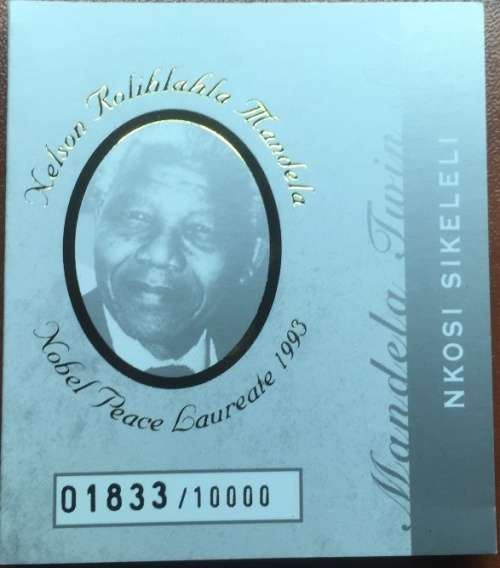 Nelson Rolihlahla Mandela
Nobel Peace Laureate 1993
01833/10000
Mandela Twin
NKOSI SIKELELI